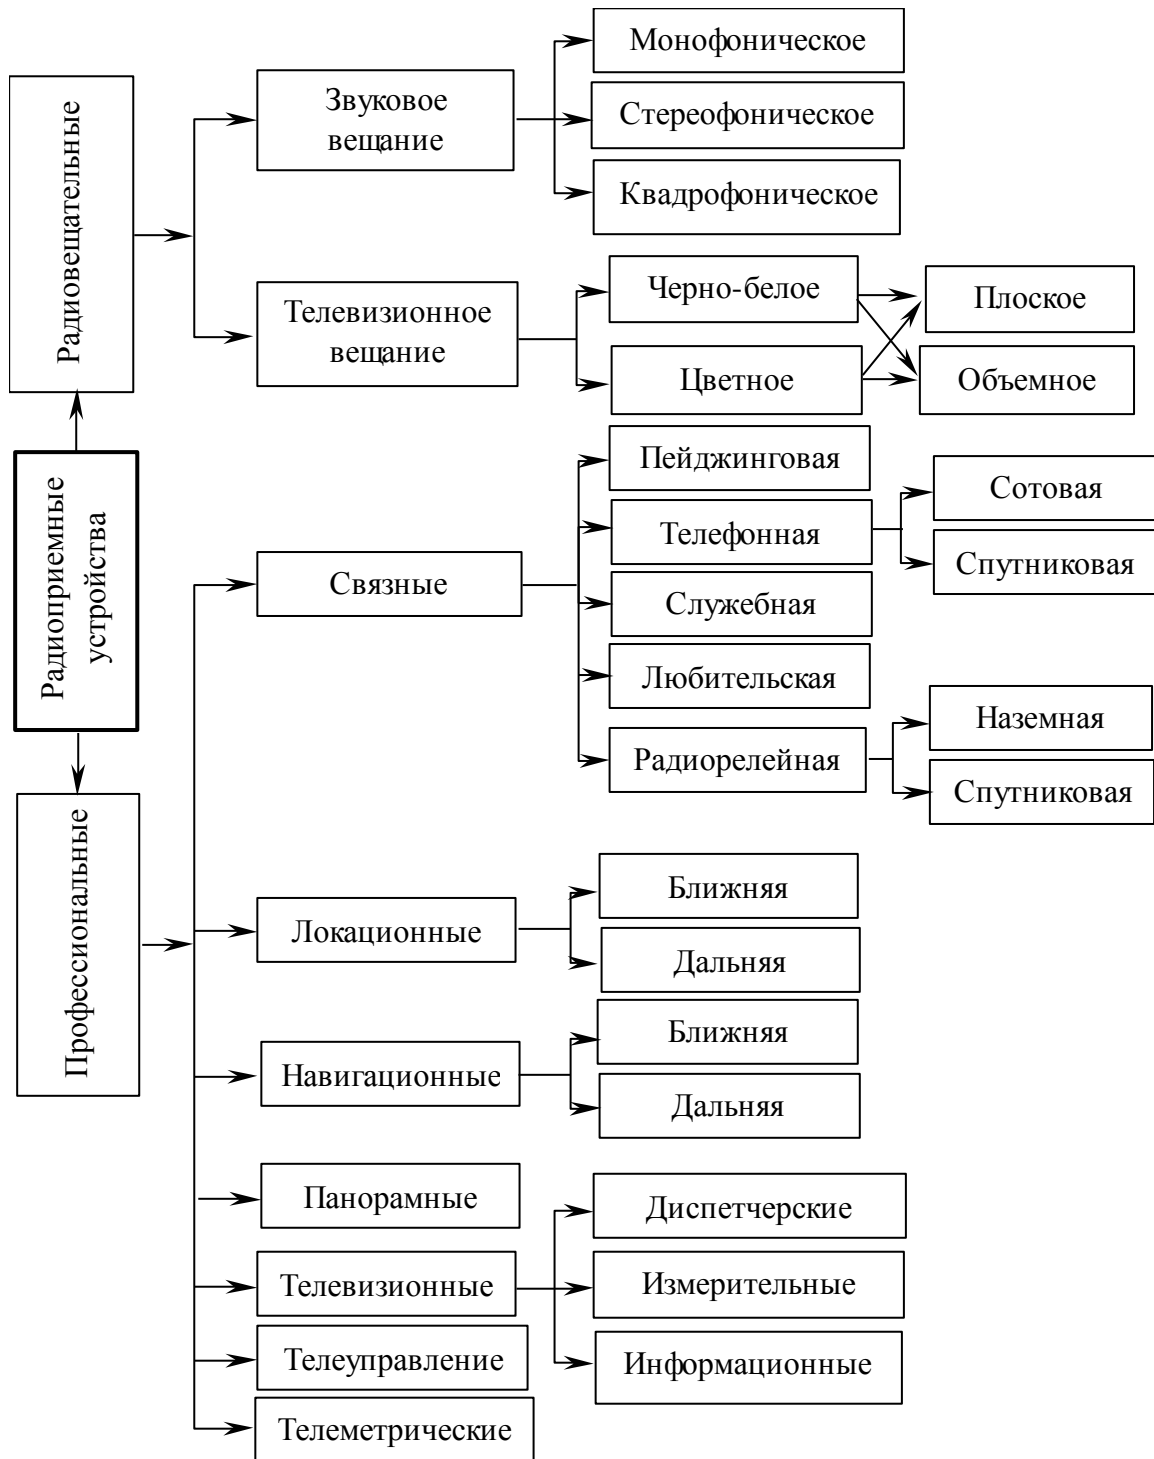 Радиовещательные
Звуковое
вещание
Монофоническое
Стереофоническое
Квадрофоническое
Телевизионное
вещание
Черно-белое
Цветное
Плоское
Объемное
Радиоприемные
устройства
Профессиональные
Связные
Пейджинговая
Телефонная
Сотовая
Спутниковая
Служебная
Любительская
Радиорелейная
Наземная
Спутниковая
Локационные
Ближняя
Дальняя
Навигационные
Ближняя
Дальняя
Панорамные
Телевизионные
Диспетчерские
Измерительные
Информационные
Телеуправление
Телеметрические